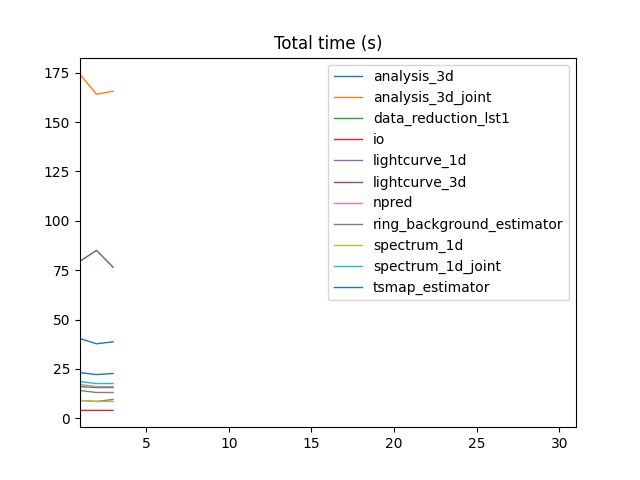 Total time (s)
175
150
125
100
75
50
25
0
5
10
15
20
25
30
analysis_3d
analysis_3d_joint
data_reduction_lst1
io
lightcurve_1d
lightcurve_3d
npred
ring_background_estimator
spectrum_1d
spectrum_1d_joint
tsmap_estimator